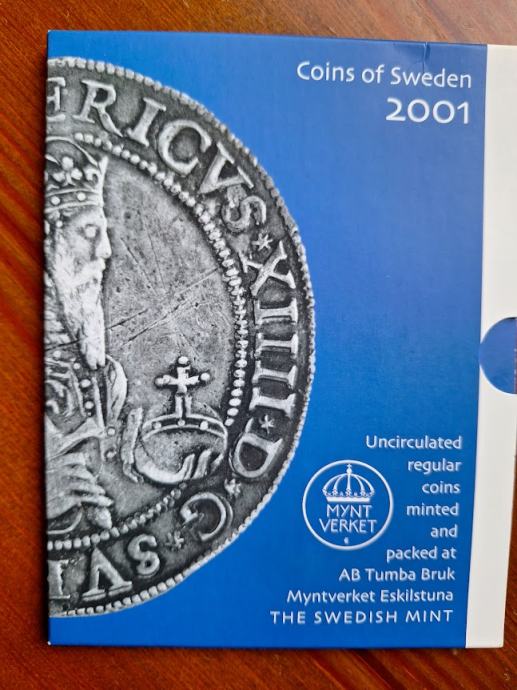 Coins of Sweden
2001
ERICVS * XIIII * D * G * SVE
Uncirculated
regular
coins
minted
and
packed at
AB Tumba Bruk
Myntverket Eskilstuna
THE SWEDISH MINT
MYNT
VERKET